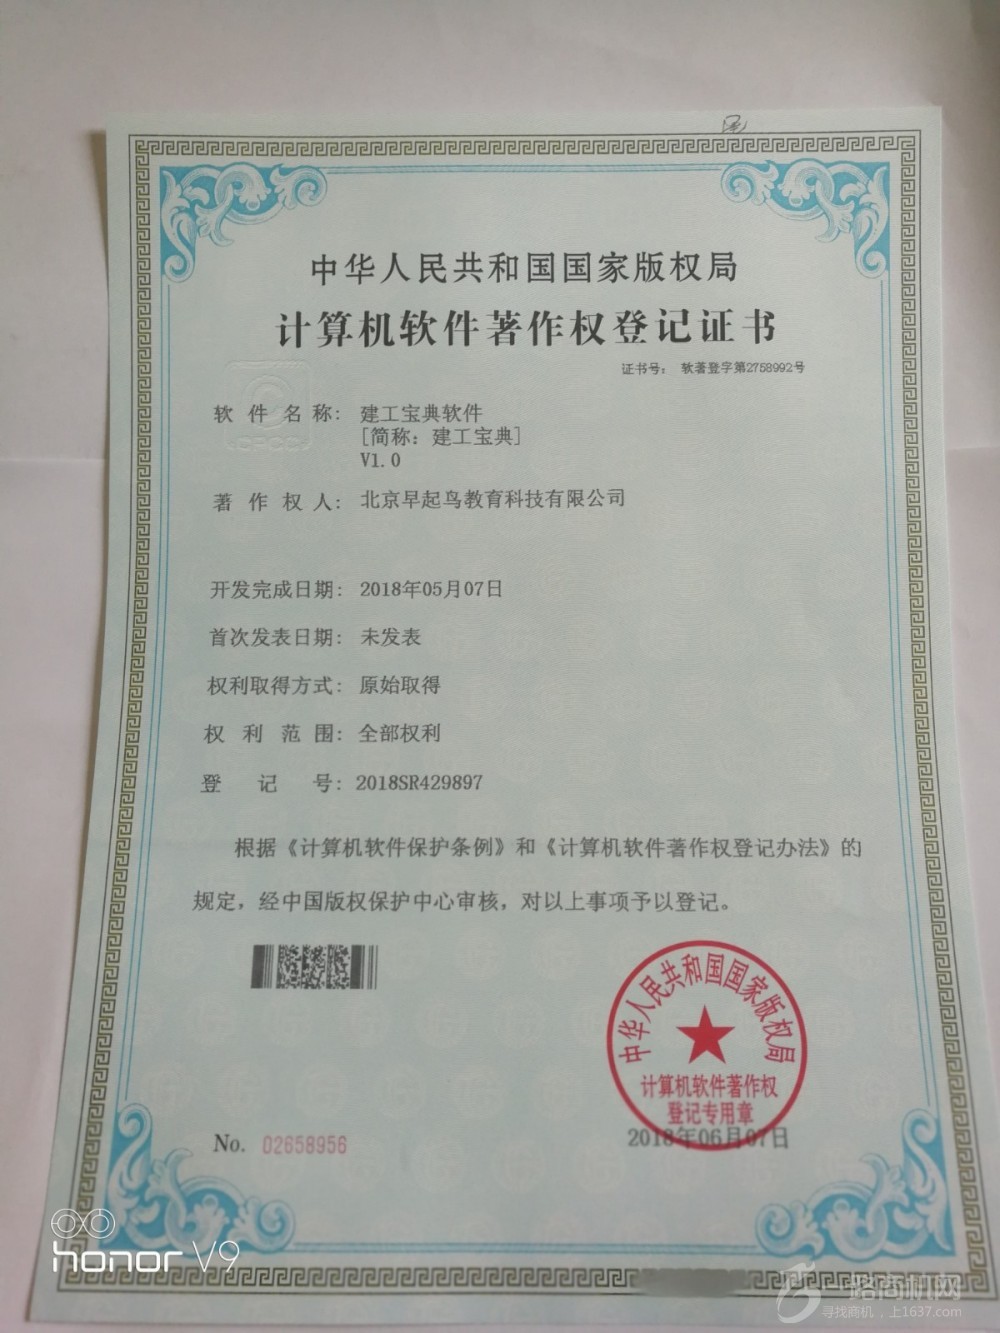 中华人民共和国国家版权局
计算机软件著作权登记证书
证书号： 软著登字第2758992号
软件名称： 建工宝典软件
[简称：建工宝典]
V1.0
著作权人： 北京早起鸟教育科技有限公司
开发完成日期： 2018年05月07日
首次发表日期： 未发表
权利取得方式： 原始取得
权利范围： 全部权利
登记号： 2018SR429897
根据《计算机软件保护条例》和《计算机软件著作权登记办法》的
规定，经中国版权保护中心审核，对以上事项予以登记。
中华人民共和国国家版权局
计算机软件著作权
登记专用章
2018年06月07日
No. 02658956
honor V9
一路商机网
寻找商机，上1637.com